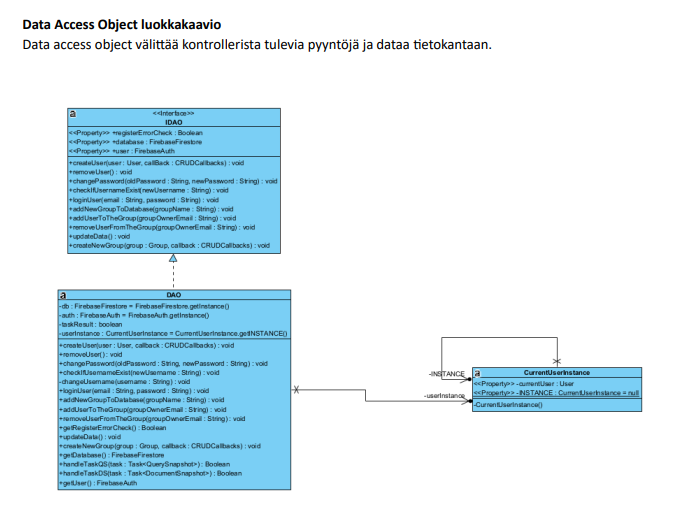 Data Access Object luokkakaavio
Data access object välittää kontrollerista tulevia pyyntöjä ja dataa tietokantaan.
a
<<Interface>>
IDAO
<<Property>> +registerErrorCheck : Boolean
<<Property>> +database : FirebaseFirestore
<<Property>> +user : FirebaseAuth
+createUser(user : User, callBack : CRUDCallbacks) : void
+removeUser() : void
+changePassword(oldPassword : String, newPassword : String) : void
+checkIfUsernameExist(newUsername : String) : void
+loginUser(email : String, password : String) : void
+addNewGroupToDatabase(groupName : String) : void
+addUserToTheGroup(groupOwnerEmail : String) : void
+removeUserFromTheGroup(groupOwnerEmail : String) : void
+updateData() : void
+createNewGroup(group : Group, callback : CRUDCallbacks) : void
a
DAO
-db : FirebaseFirestore = FirebaseFirestore.getInstance()
-auth : FirebaseAuth = FirebaseAuth.getInstance()
-taskResult : boolean
-userInstance : CurrentUserInstance = CurrentUserInstance.getINSTANCE()
+createUser(user : User, callback : CRUDCallbacks) : void
+removeUser() : void
+changePassword(oldPassword : String, newPassword : String) : void
+checkIfUsernameExist(newUsername : String) : void
-changeUsername(username : String) : void
+loginUser(email : String, password : String) : void
+addNewGroupToDatabase(groupName : String) : void
+addUserToTheGroup(groupOwnerEmail : String) : void
+removeUserFromTheGroup(groupOwnerEmail : String) : void
+getRegisterErrorCheck() : Boolean
+updateData() : void
+createNewGroup(group : Group, callback : CRUDCallbacks) : void
+getDatabase() : FirebaseFirestore
+handleTaskQS(task : Task<QuerySnapshot>) : Boolean
+handleTaskDS(task : Task<DocumentSnapshot>) : Boolean
+getUser() : FirebaseAuth
-INSTANCE
-userInstance
a
CurrentUserInstance
<<Property>> -currentUser : User
<<Property>> -INSTANCE : CurrentUserInstance = null
-CurrentUserInstance()